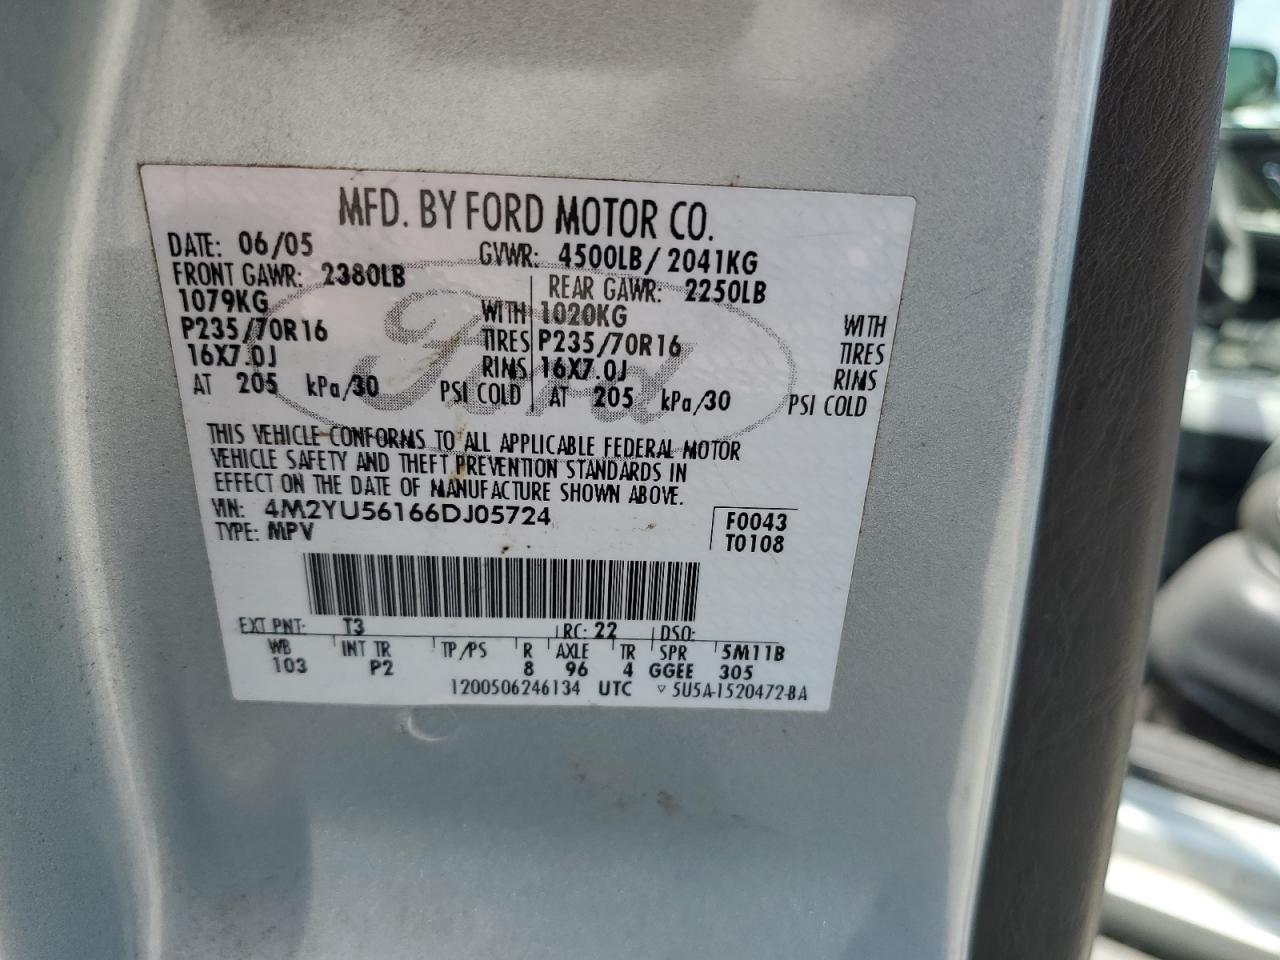 MFD. BY FORD MOTOR CO.
DATE: 06/05 GVWR: 4500LB/ 2041KG
FRONT GAWR: 2380LB REAR GAWR: 2250LB
1079KG WITH 1020KG WITH
P235/70R16 TIRES P235/70R16 TIRES
16X7.0J RIMS 16X7.0J RIMS
AT 205 kPa/30 PSI COLD AT 205 kPa/30 PSI COLD
Ford
THIS VEHICLE CONFORMS TO ALL APPLICABLE FEDERAL MOTOR
VEHICLE SAFETY AND THEFT PREVENTION STANDARDS IN
EFFECT ON THE DATE OF MANUFACTURE SHOWN ABOVE.
VIN: 4M2YU56166DJ05724 F0043
TYPE: MPV T0108
EXT PNT: T3 RC: 22 DSO:
WB INT TR TP/PS R AXLE TR SPR 5M11B
103 P2 8 96 4 GGEE 305
1200506246134 UTC ▽ 5U5A-1520472-BA